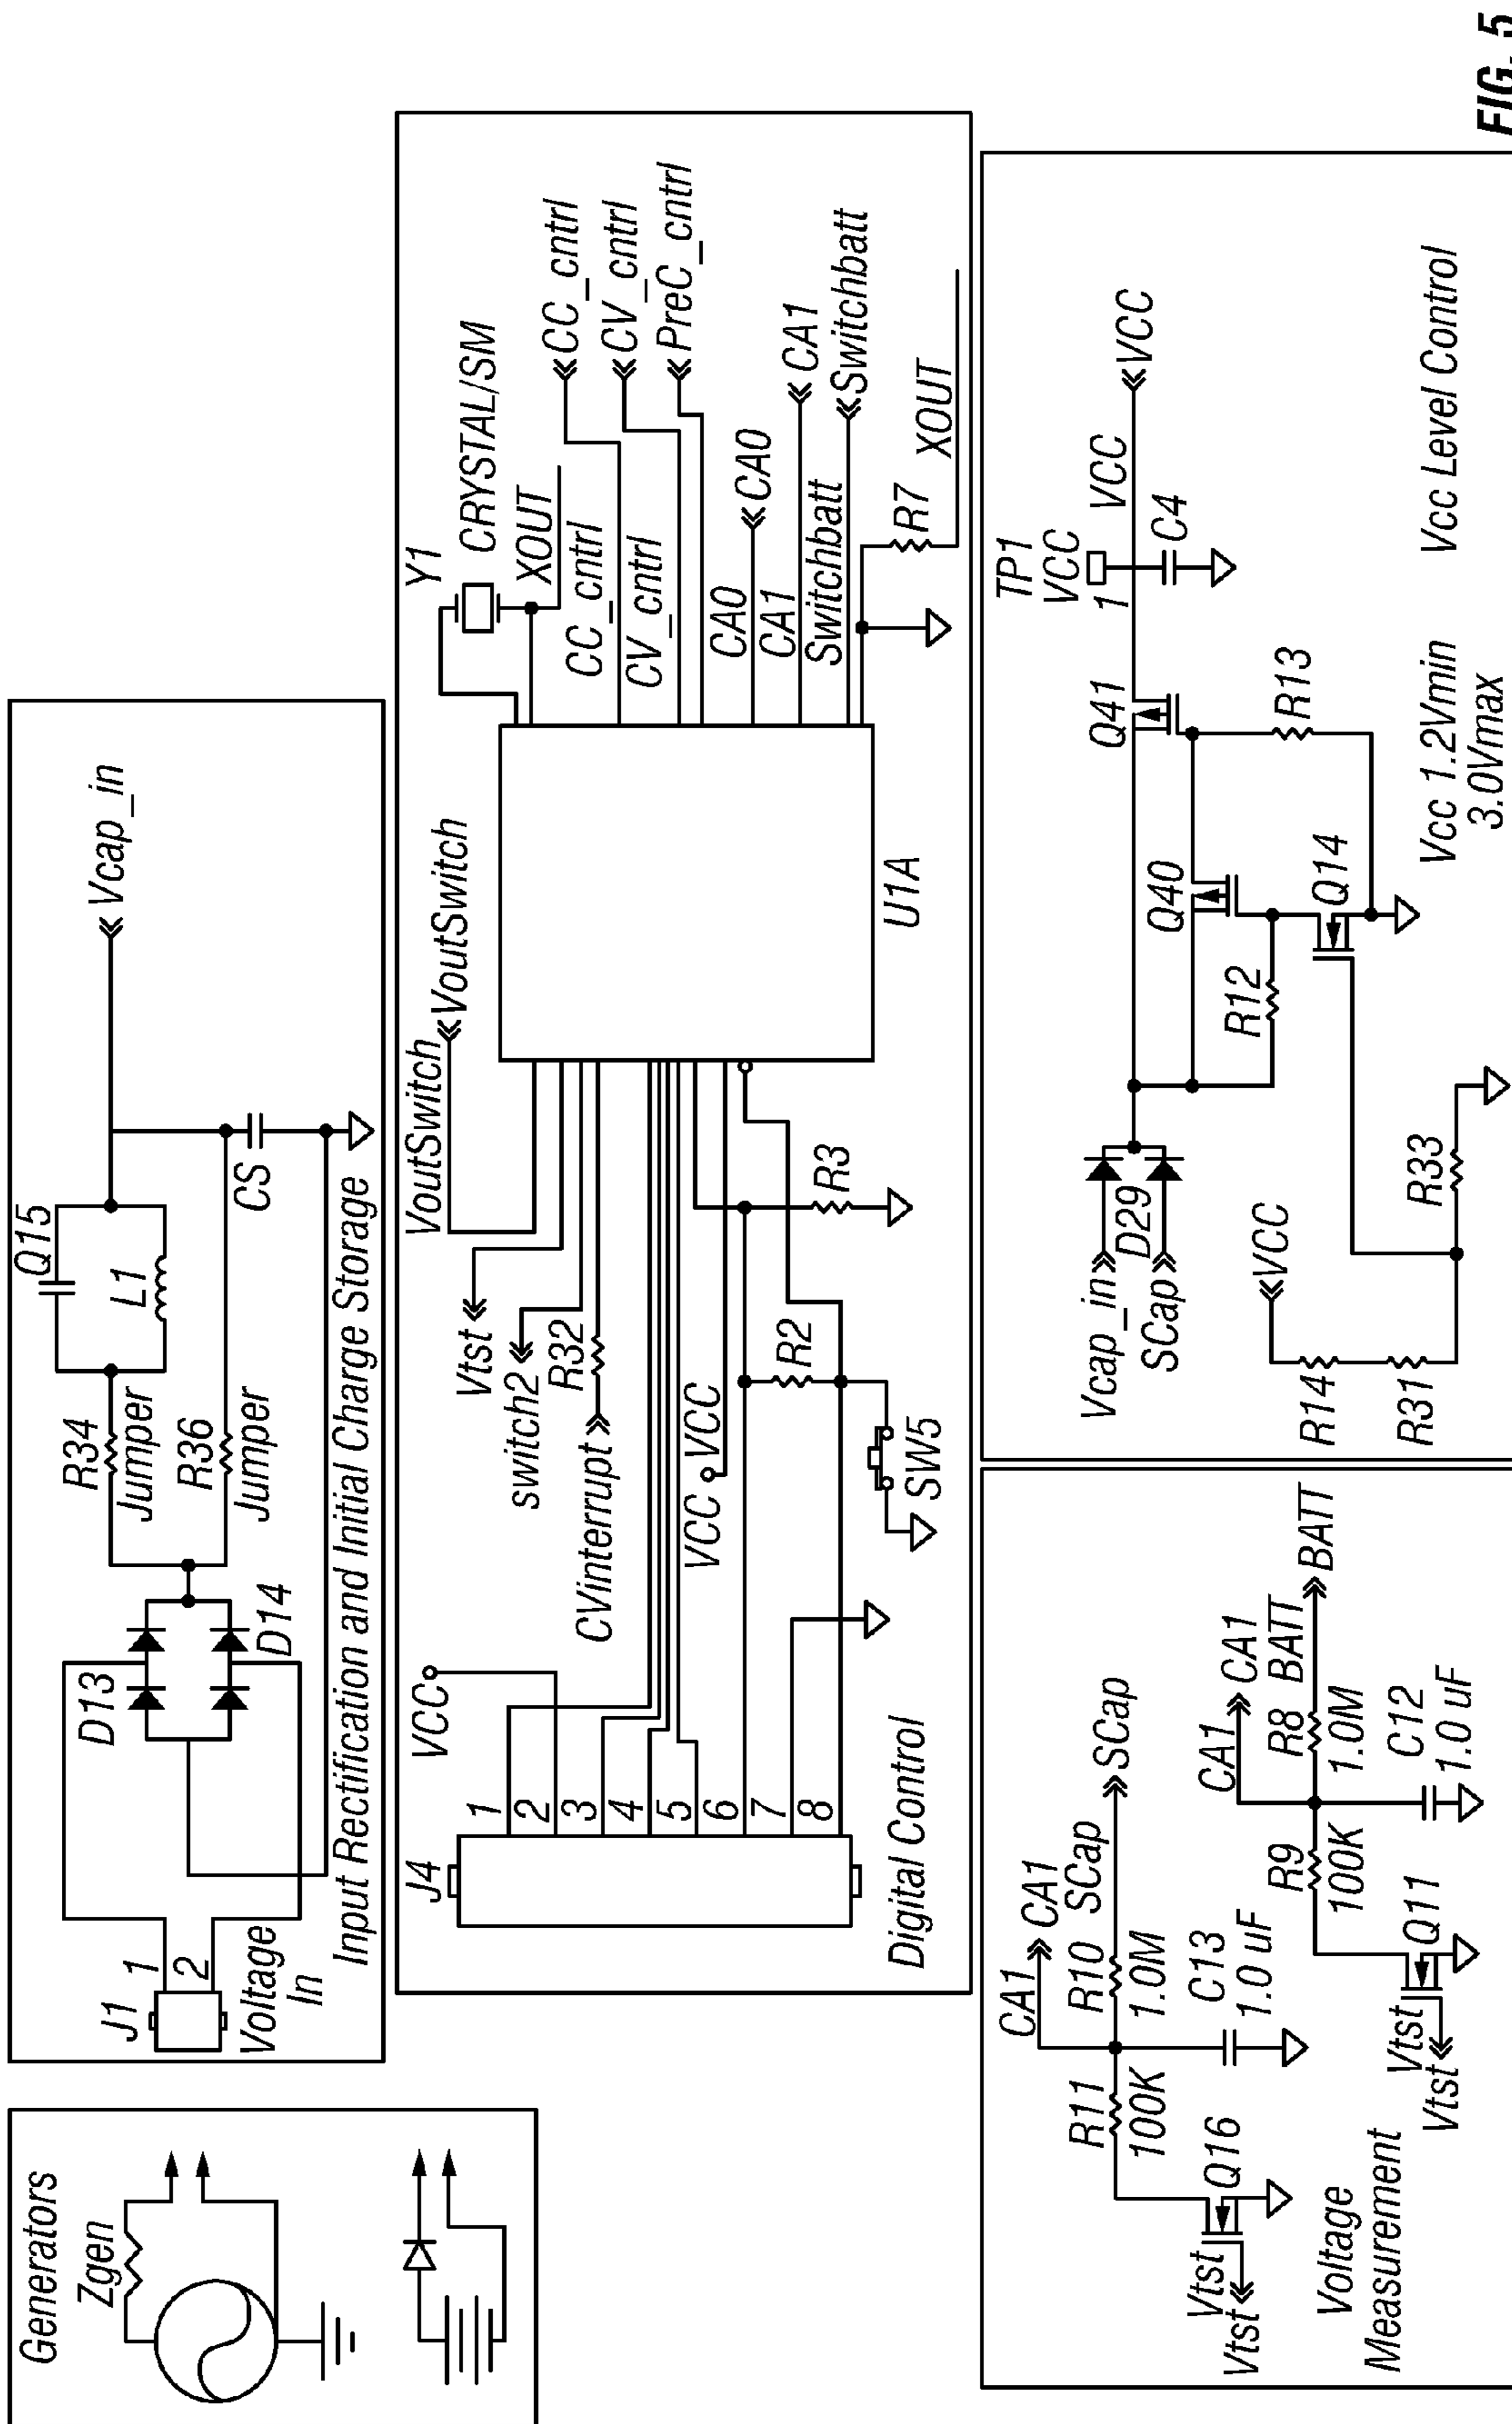 Generators
Zgen
J1
1
2
Voltage
In
D13
D14
R34
Jumper
R36
Jumper
Q15
L1
CS
Vcap_in
Input Rectification and Initial Charge Storage
J4
1
2
3
4
5
6
7
8
VCC
Digital Control
VoutSwitch
VoutSwitch
Vtst
switch2
R32
CVinterrupt
VCC
VCC
R2
R3
SW5
U1A
Y1
CRYSTAL/SM
XOUT
CC_cntrl
CC_cntrl
CV_cntrl
CV_cntrl
PreC_cntrl
CA0
CA0
CA1
CA1
Switchbatt
Switchbatt
R7
XOUT
CA1
CA1
R11
100K
R10
1.0M
SCap
SCap
C13
1.0 uF
Q16
Vtst
Vtst
CA1
CA1
R9
100K
R8
1.0M
BATT
BATT
C12
1.0 uF
Q11
Vtst
Vtst
Voltage
Measurement
Vcap_in
D29
SCap
VCC
R14
R31
R33
R12
Q40
Q41
Q14
R13
TP1
VCC
1
VCC
VCC
C4
Vcc 1.2Vmin
3.0Vmax
Vcc Level Control
FIG. 5